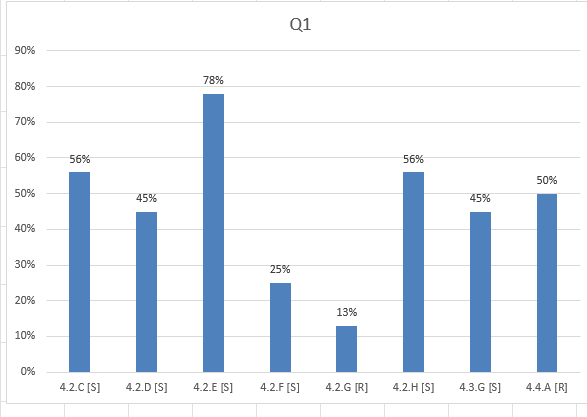 Q1
90%
80%
70%
60%
50%
40%
30%
20%
10%
0%
56%
45%
78%
25%
13%
56%
45%
50%
4.2.C [S]
4.2.D [S]
4.2.E [S]
4.2.F [S]
4.2.G [R]
4.2.H [S]
4.3.G [S]
4.4.A [R]